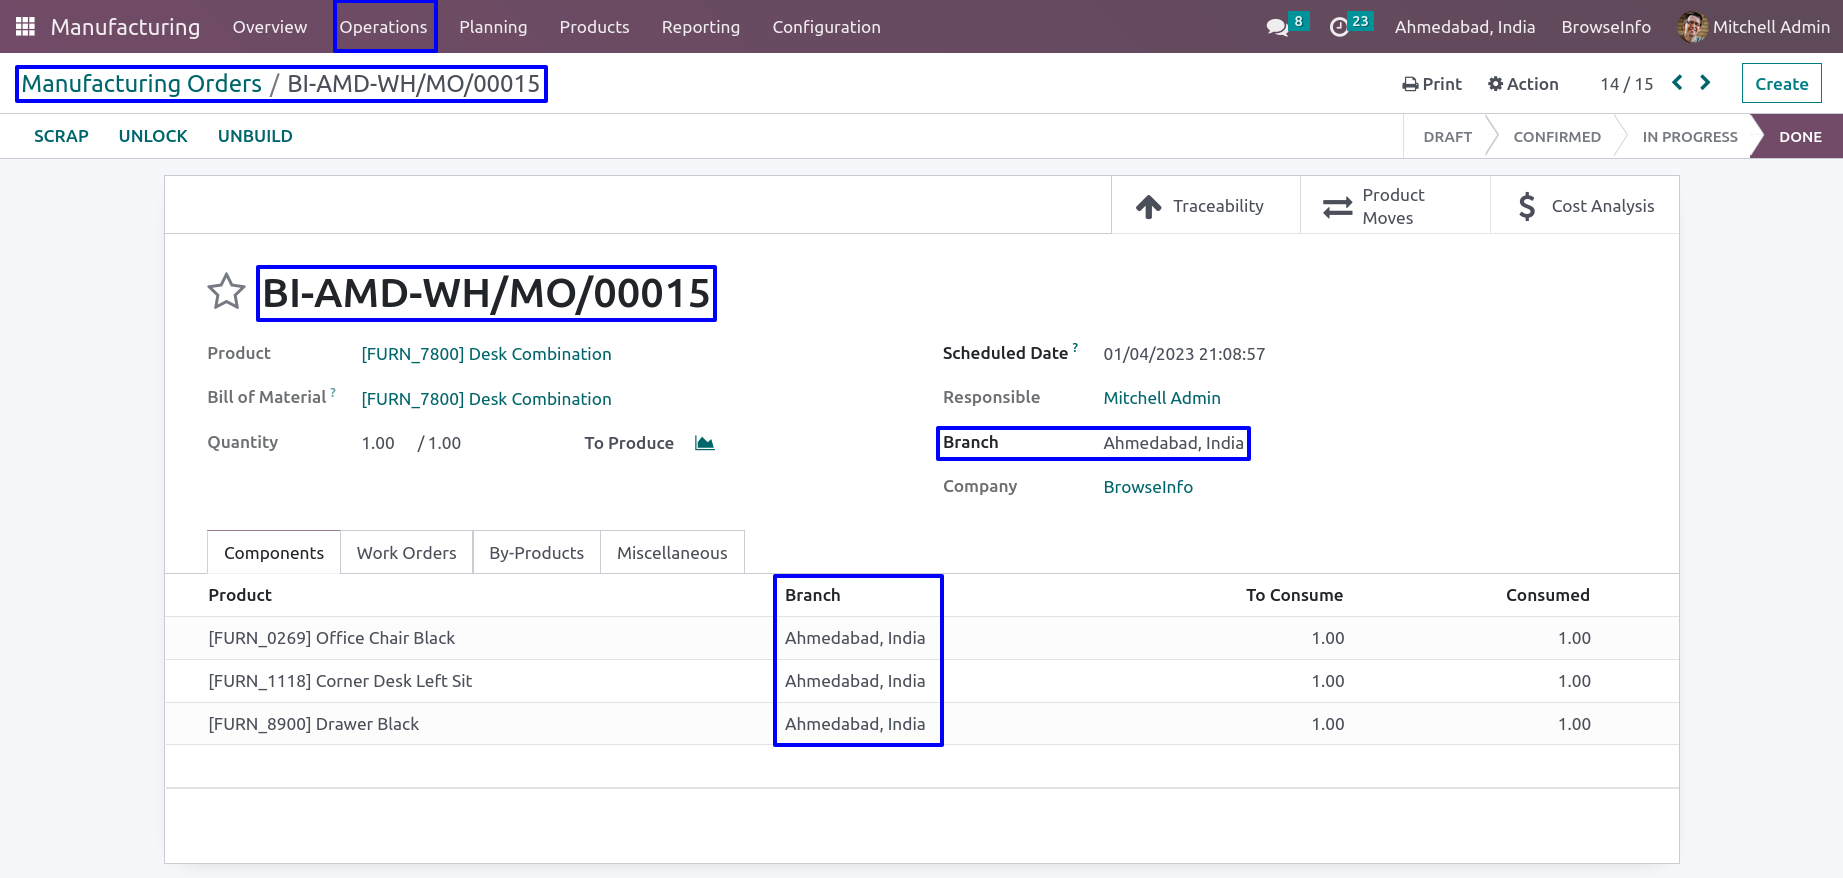 Manufacturing Overview Operations Planning Products Reporting Configuration 8 23 Ahmedabad, India BrowseInfo Mitchell Admin
Manufacturing Orders / BI-AMD-WH/MO/00015 Print Action 14 / 15 Create
SCRAP UNLOCK UNBUILD DRAFT CONFIRMED IN PROGRESS DONE
Traceability Product Moves $ Cost Analysis
BI-AMD-WH/MO/00015
Product [FURN_7800] Desk Combination Scheduled Date ? 01/04/2023 21:08:57
Bill of Material ? [FURN_7800] Desk Combination Responsible Mitchell Admin
Quantity 1.00 / 1.00 To Produce Branch Ahmedabad, India
Company BrowseInfo
Components Work Orders By-Products Miscellaneous
Product Branch To Consume Consumed
[FURN_0269] Office Chair Black Ahmedabad, India 1.00 1.00
[FURN_1118] Corner Desk Left Sit Ahmedabad, India 1.00 1.00
[FURN_8900] Drawer Black Ahmedabad, India 1.00 1.00